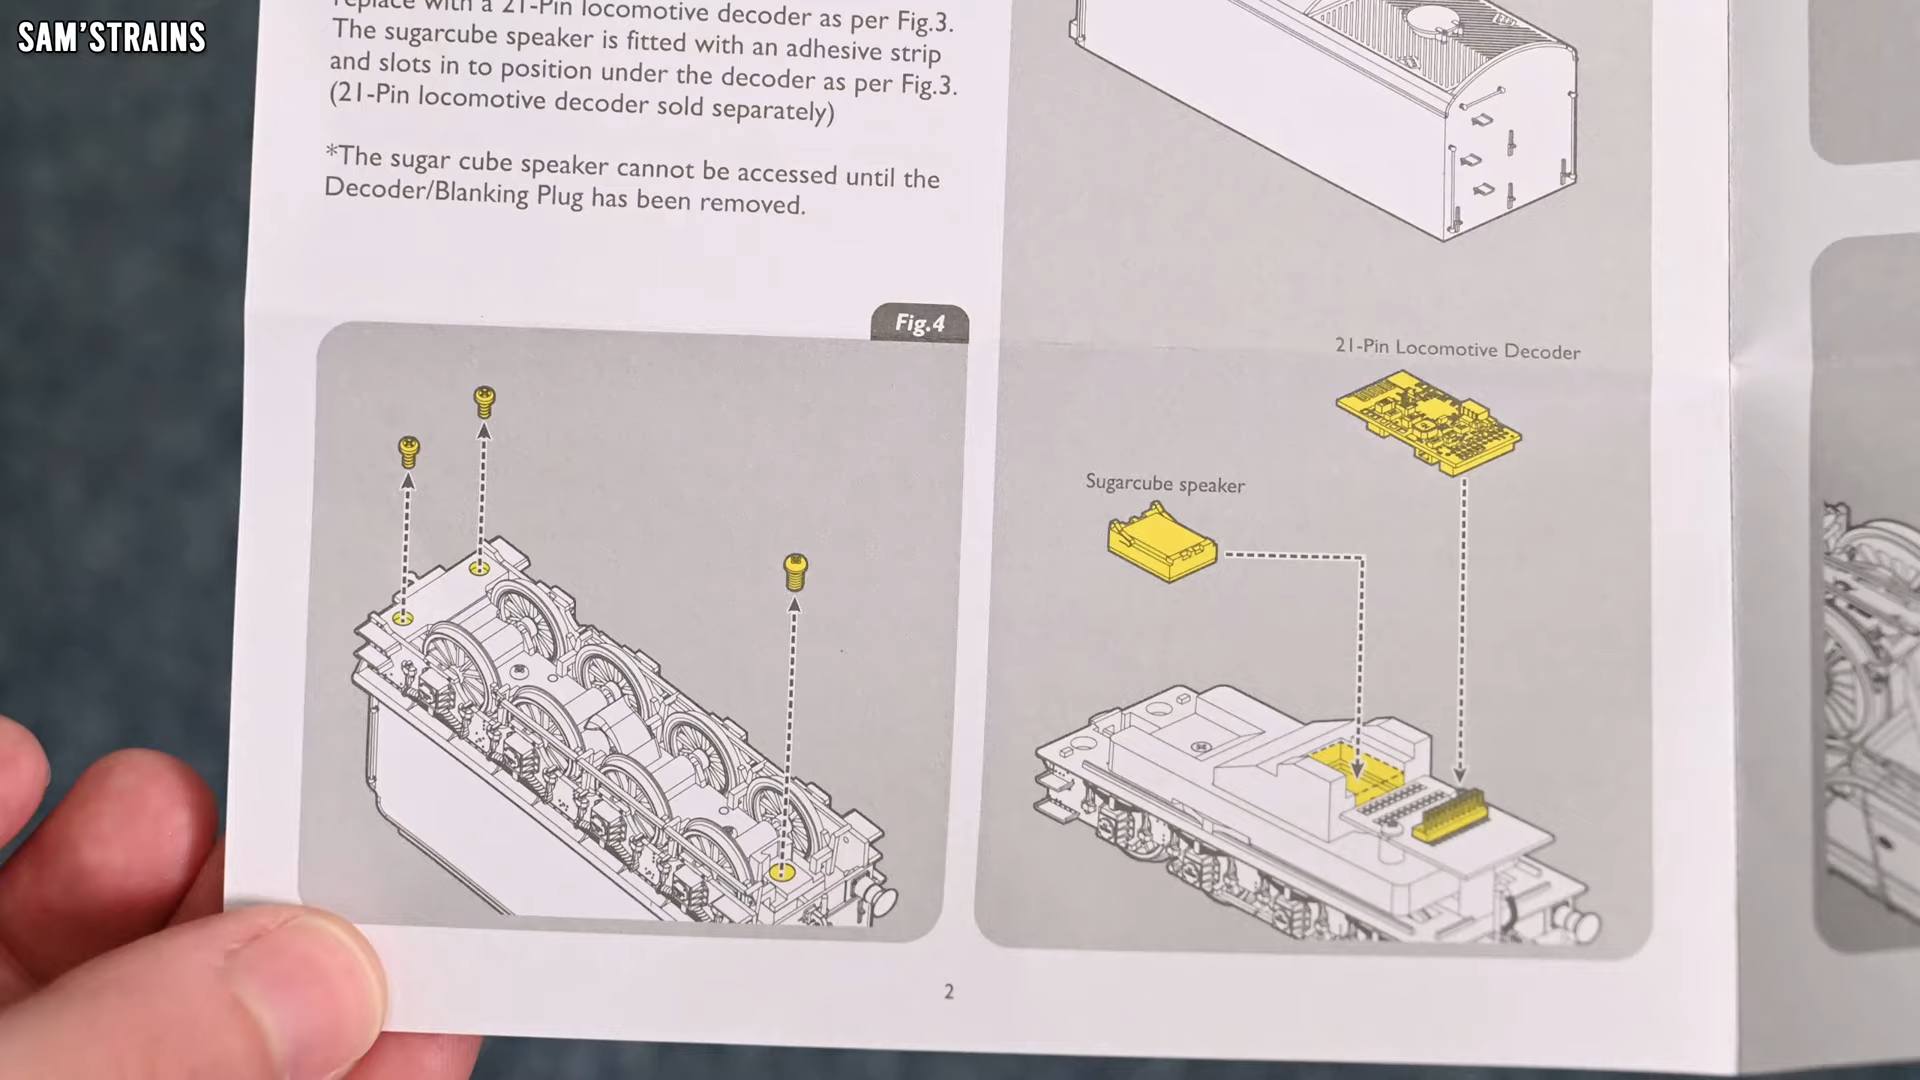 SAM'STRAINS
replace with a 21-Pin locomotive decoder as per Fig.3.
The sugarcube speaker is fitted with an adhesive strip
and slots in to position under the decoder as per Fig.3.
(21-Pin locomotive decoder sold separately)
*The sugar cube speaker cannot be accessed until the
Decoder/Blanking Plug has been removed.
Fig.4
21-Pin Locomotive Decoder
Sugarcube speaker
2